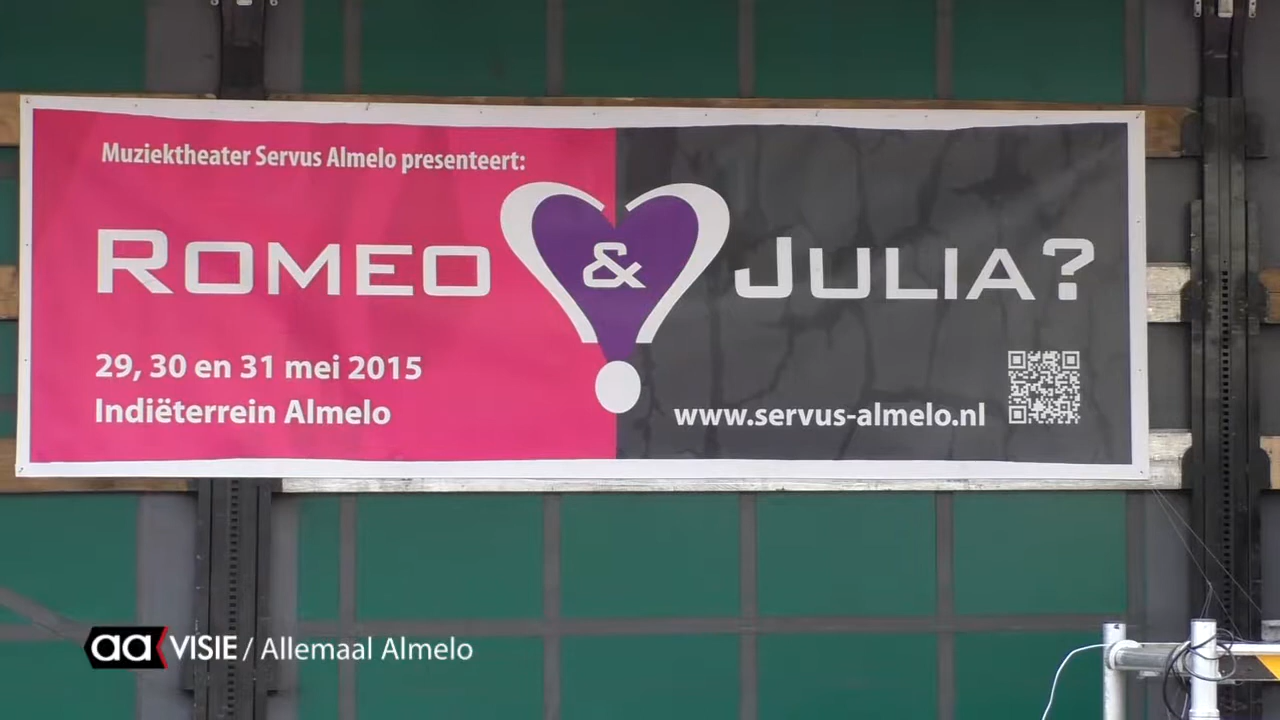 Muziektheater Servus Almelo presenteert:
ROMEO & JULIA?
29, 30 en 31 mei 2015
Indiëterrein Almelo
www.servus-almelo.nl
aa VISIE / Allemaal Almelo